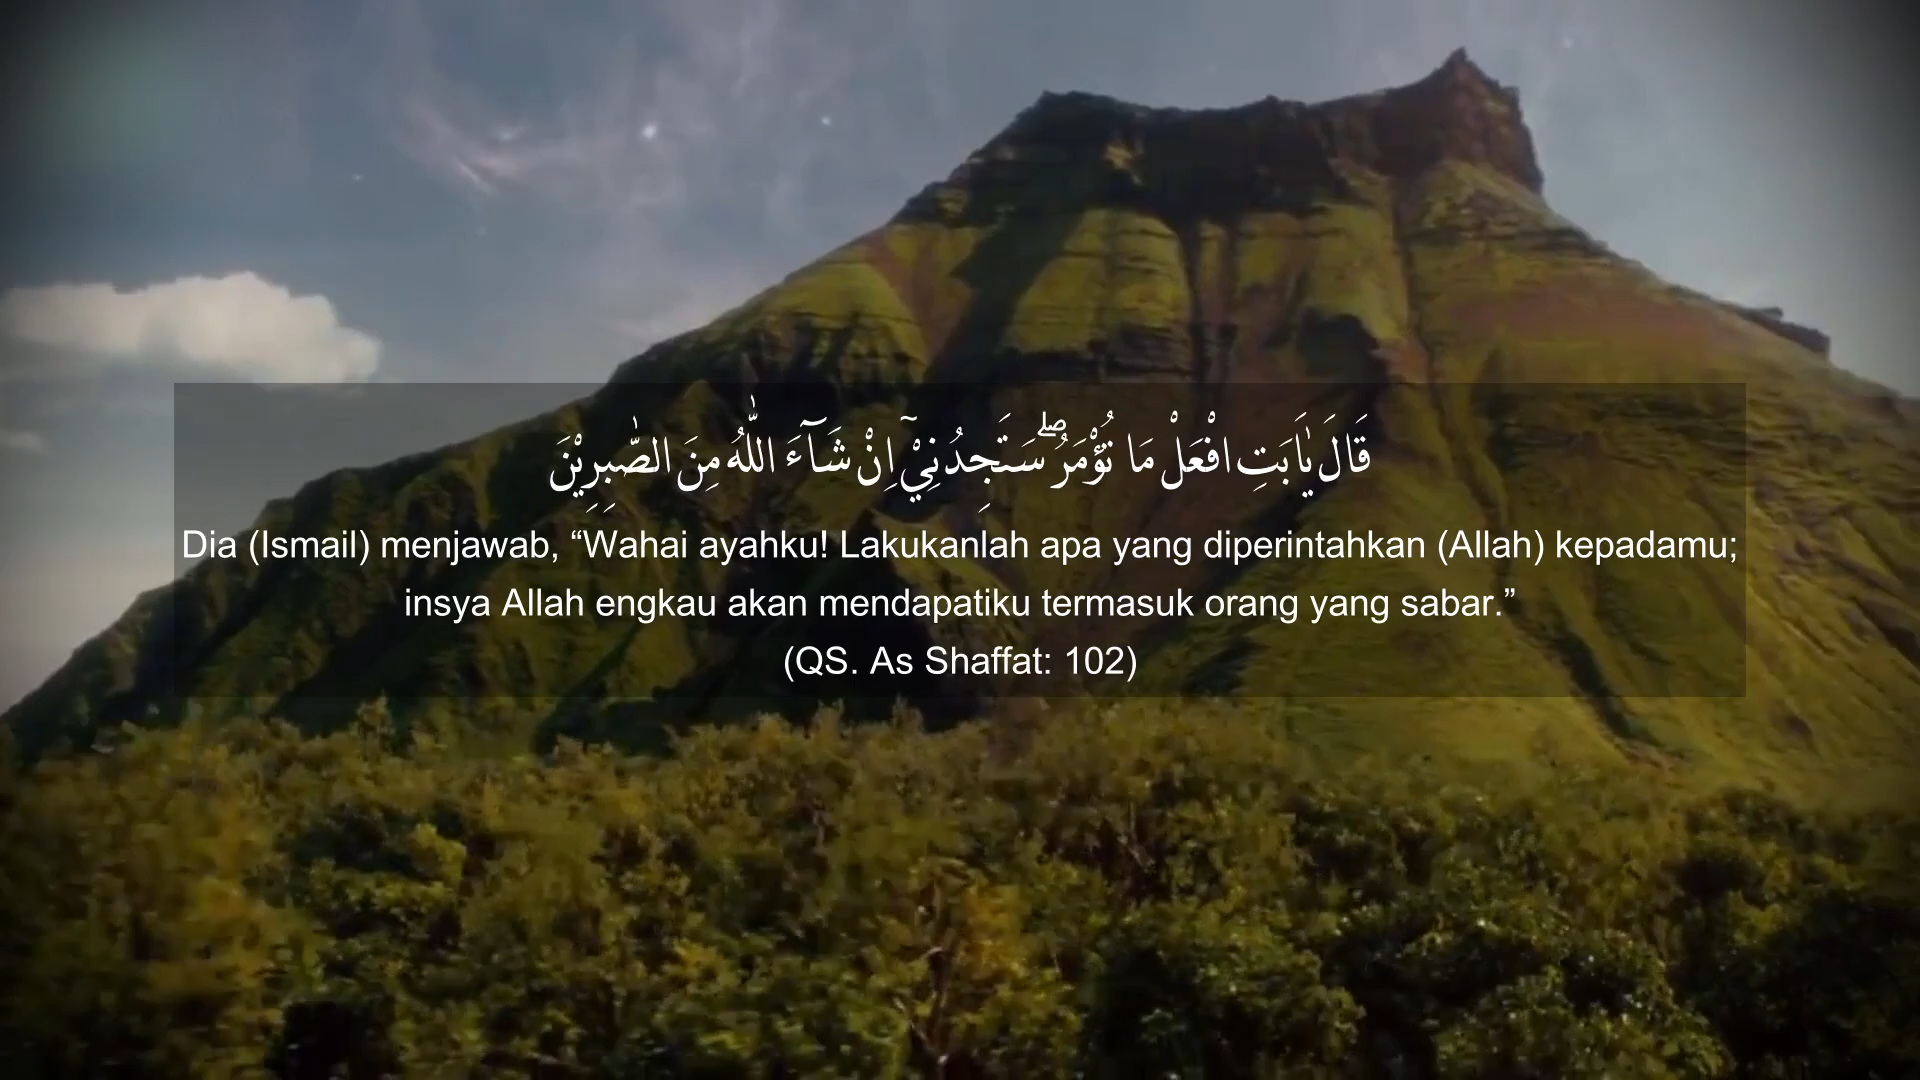 قَالَ يٰٓاَبَتِ افْعَلْ مَا تُؤْمَرُۖ سَتَجِدُنِيْٓ اِنْ شَاۤءَ اللّٰهُ مِنَ الصّٰبِرِيْنَ
Dia (Ismail) menjawab, “Wahai ayahku! Lakukanlah apa yang diperintahkan (Allah) kepadamu;
insya Allah engkau akan mendapatiku termasuk orang yang sabar.”
(QS. As Shaffat: 102)